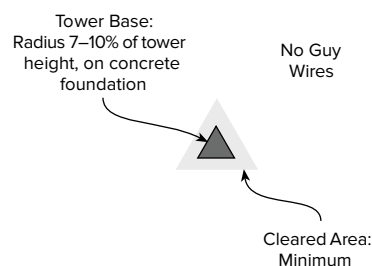 Tower Base:
Radius 7–10% of tower
height, on concrete
foundation
No Guy
Wires
Cleared Area:
Minimum